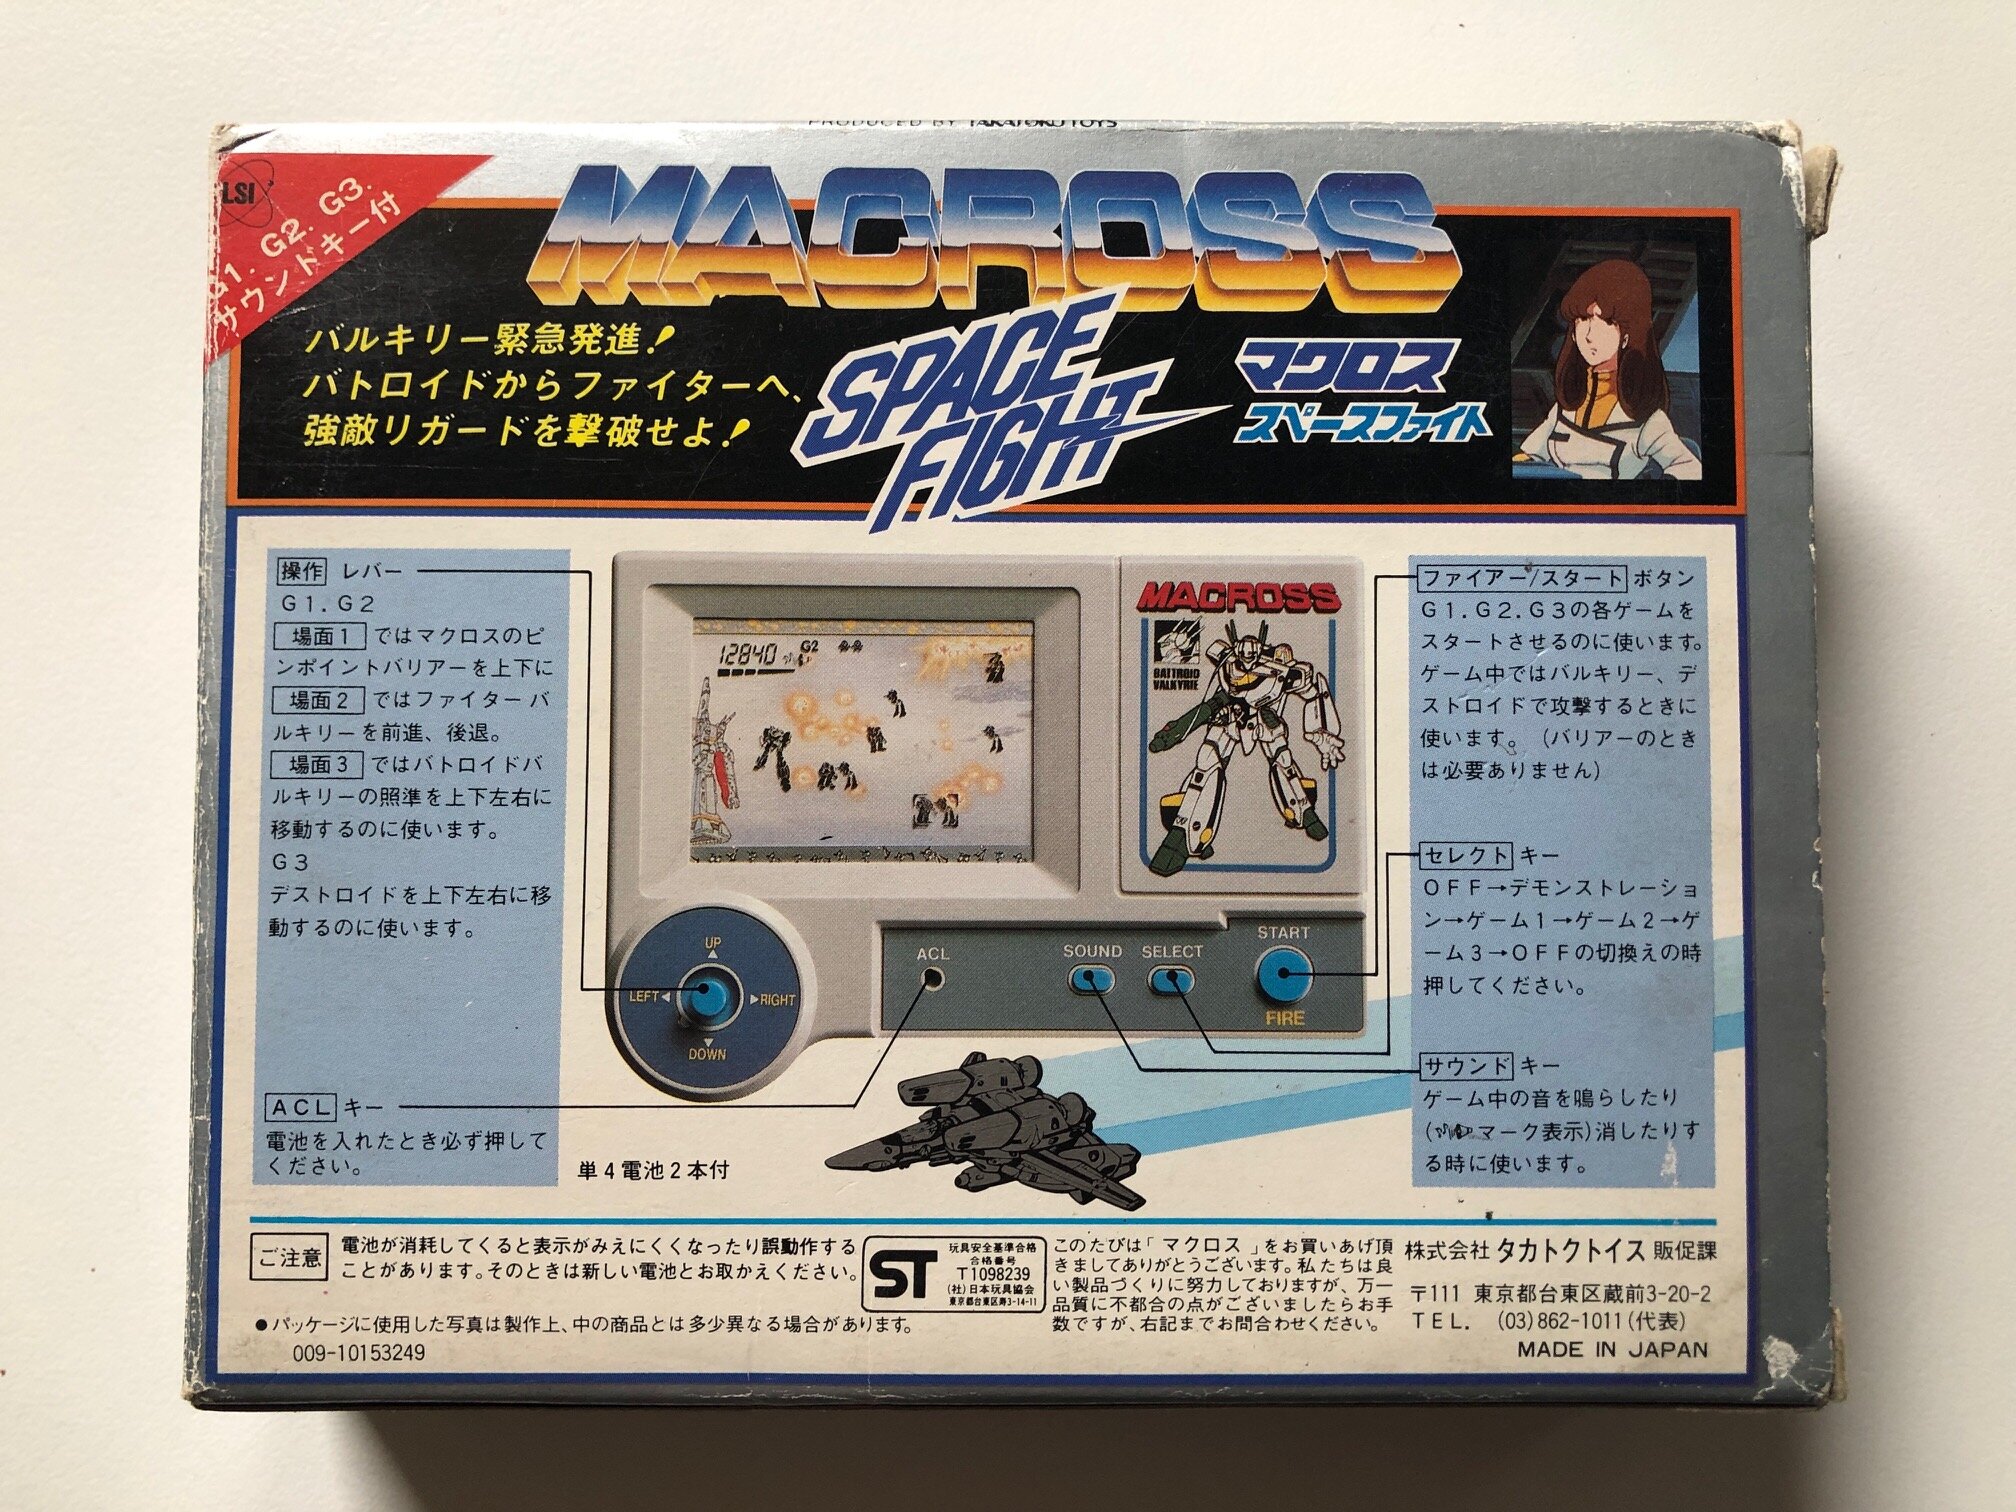 PRODUCED BY TAKATOKU TOYS
LSI
G1. G2. G3.
サウンドキー付
MACROSS
SPACE
FIGHT
マクロス
スペースファイト
バルキリー緊急発進!
バトロイドからファイターへ、
強敵リガードを撃破せよ!
操作 レバー
G1.G2
場面1 ではマクロスのピ
ンポイントバリアーを上下に
場面2 ではファイターバ
ルキリーを前進、後退。
場面3 ではバトロイドバ
ルキリーの照準を上下左右に
移動するのに使います。
G3
デストロイドを上下左右に移
動するのに使います。
ACL キー
電池を入れたとき必ず押して
ください。
12840
G2
MACROSS
BATTROID
VALKYRIE
UP
LEFT
RIGHT
DOWN
ACL
SOUND
SELECT
START
FIRE
単4電池2本付
ファイアー/スタート ボタン
G1.G2.G3の各ゲームを
スタートさせるのに使います。
ゲーム中ではバルキリー、デ
ストロイドで攻撃するときに
使います。(バリアーのとき
は必要ありません)
セレクト キー
OFF→デモンストレーショ
ン→ゲーム1→ゲーム2→ゲ
ーム3→OFFの切換えの時
押してください。
サウンド キー
ゲーム中の音を鳴らしたり
(マーク表示)消したりす
る時に使います。
ご注意
電池が消耗してくると表示がみえにくくなったり誤動作する
ことがあります。そのときは新しい電池とお取かえください。
●パッケージに使用した写真は製作上、中の商品とは多少異なる場合があります。
009-10153249
ST
玩具安全基準合格
合格番号
T1098239
(社)日本玩具協会
東京都台東区寿3-14-11
このたびは「マクロス」をお買いあげ頂
きましてありがとうございます。私たちは良
い製品づくりに努力しておりますが、万一
品質に不都合の点がございましたらお手
数ですが、右記までお問合わせください。
株式会社 タカトクトイス 販促課
〒111 東京都台東区蔵前3-20-2
TEL. (03)862-1011(代表)
MADE IN JAPAN